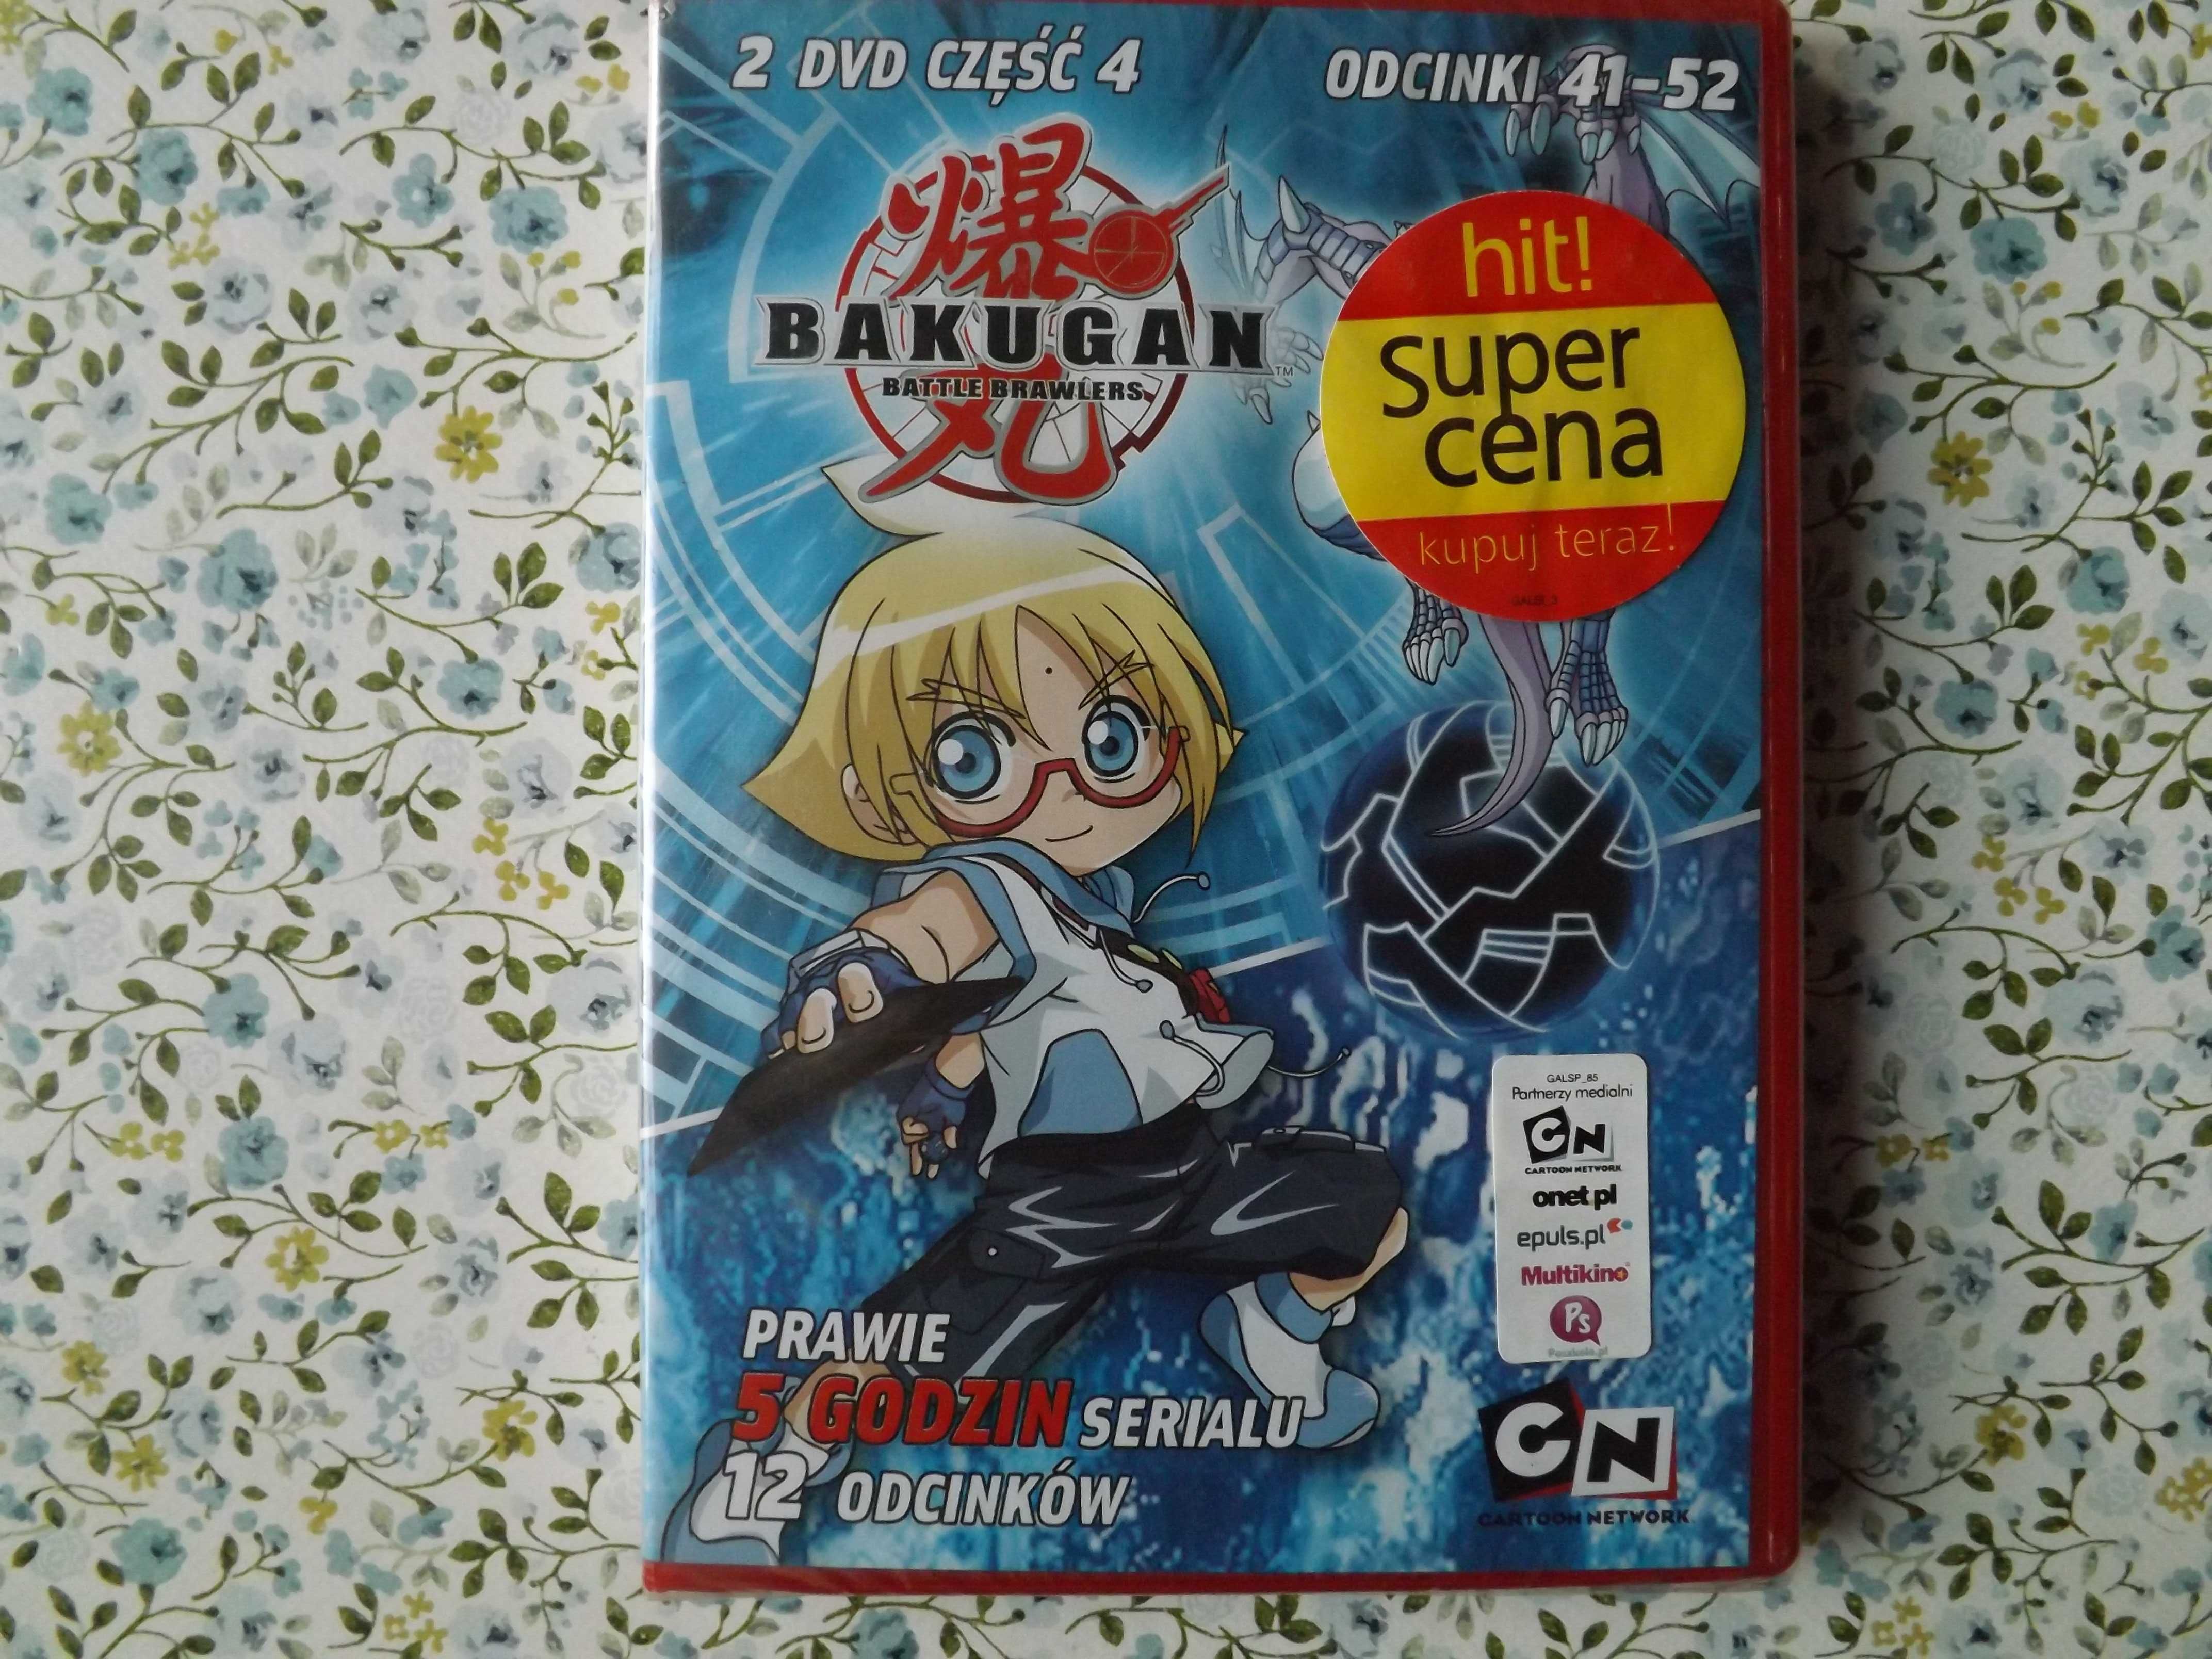 2 DVD CZĘŚĆ 4
ODCINKI 41-52
爆
BAKUGAN™
BATTLE BRAWLERS
丸
hit!
super
cena
kupuj teraz!
GALSP_85
Partnerzy medialni
CN
CARTOON NETWORK
onet pl
epuls.pl
Multikino
Ps
PRAWIE
5 GODZIN SERIALU
12 ODCINKÓW
CN
CARTOON NETWORK